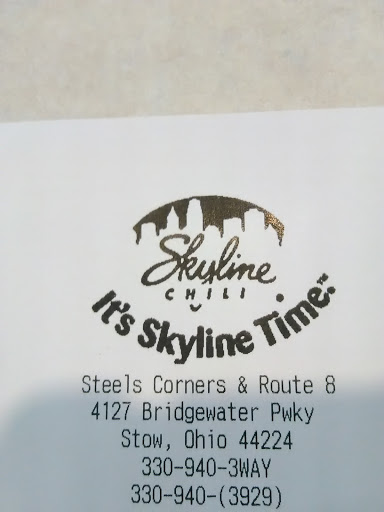 Skyline
CHILI
It's Skyline Time.™
Steels Corners & Route 8
4127 Bridgewater Pwky
Stow, Ohio 44224
330-940-3WAY
330-940-(3929)